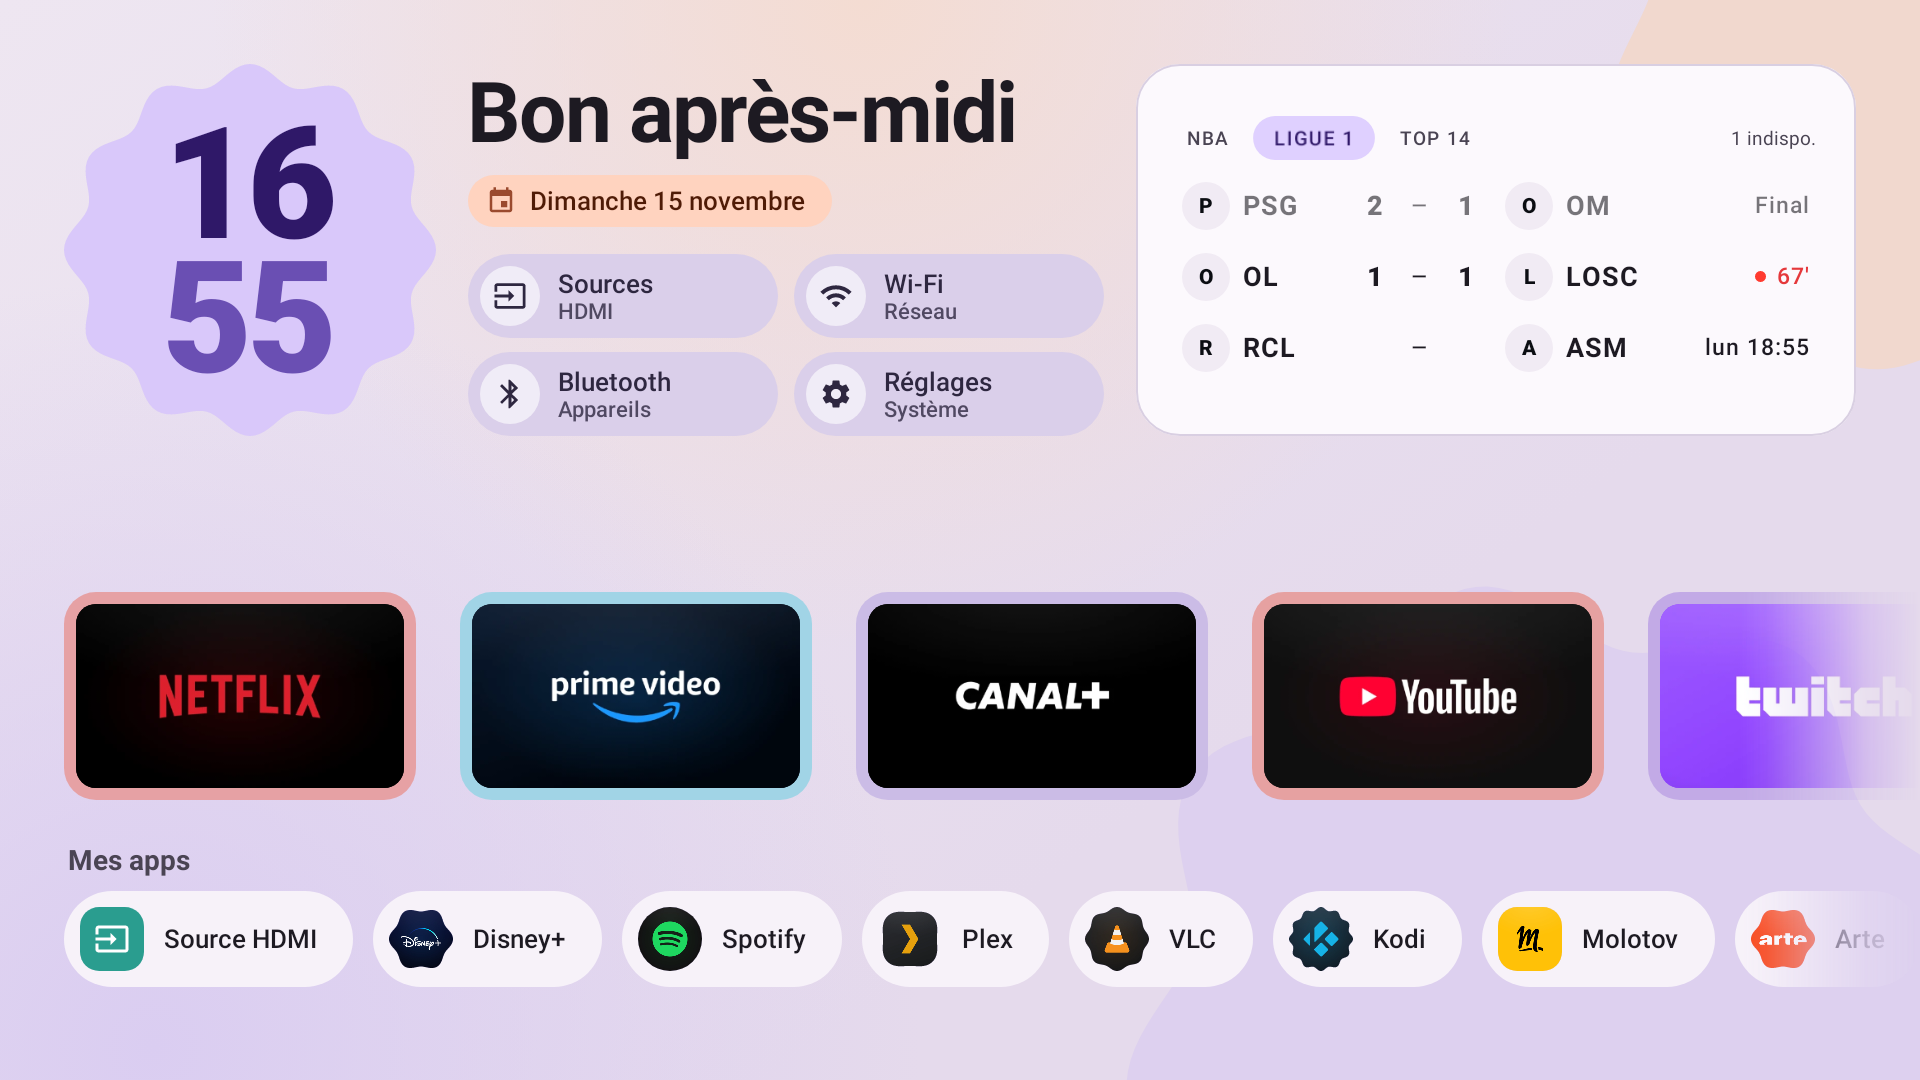 16
55
Bon après-midi
Dimanche 15 novembre
Sources
HDMI
Wi-Fi
Réseau
Bluetooth
Appareils
Réglages
Système
NBA LIGUE 1 TOP 14 1 indispo.
P PSG 2 – 1 O OM Final
O OL 1 – 1 L LOSC 67'
R RCL – A ASM lun 18:55
NETFLIX
prime video
CANAL+
YouTube
twitch
Mes apps
Source HDMI
Disney+ Disney+
Spotify
Plex
VLC
Kodi
M. Molotov
arte Arte